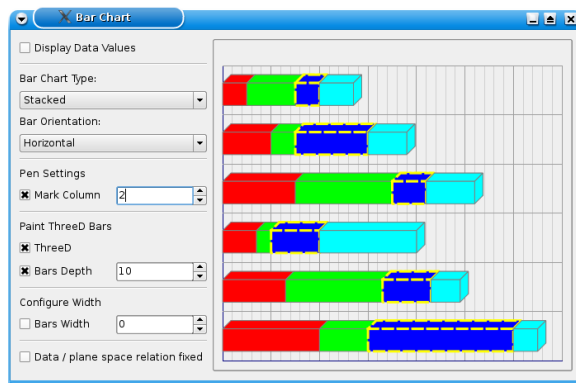 Bar Chart
Display Data Values
Bar Chart Type:
Stacked
Bar Orientation:
Horizontal
Pen Settings
Mark Column 2
Paint ThreeD Bars
ThreeD
Bars Depth 10
Configure Width
Bars Width 0
Data / plane space relation fixed